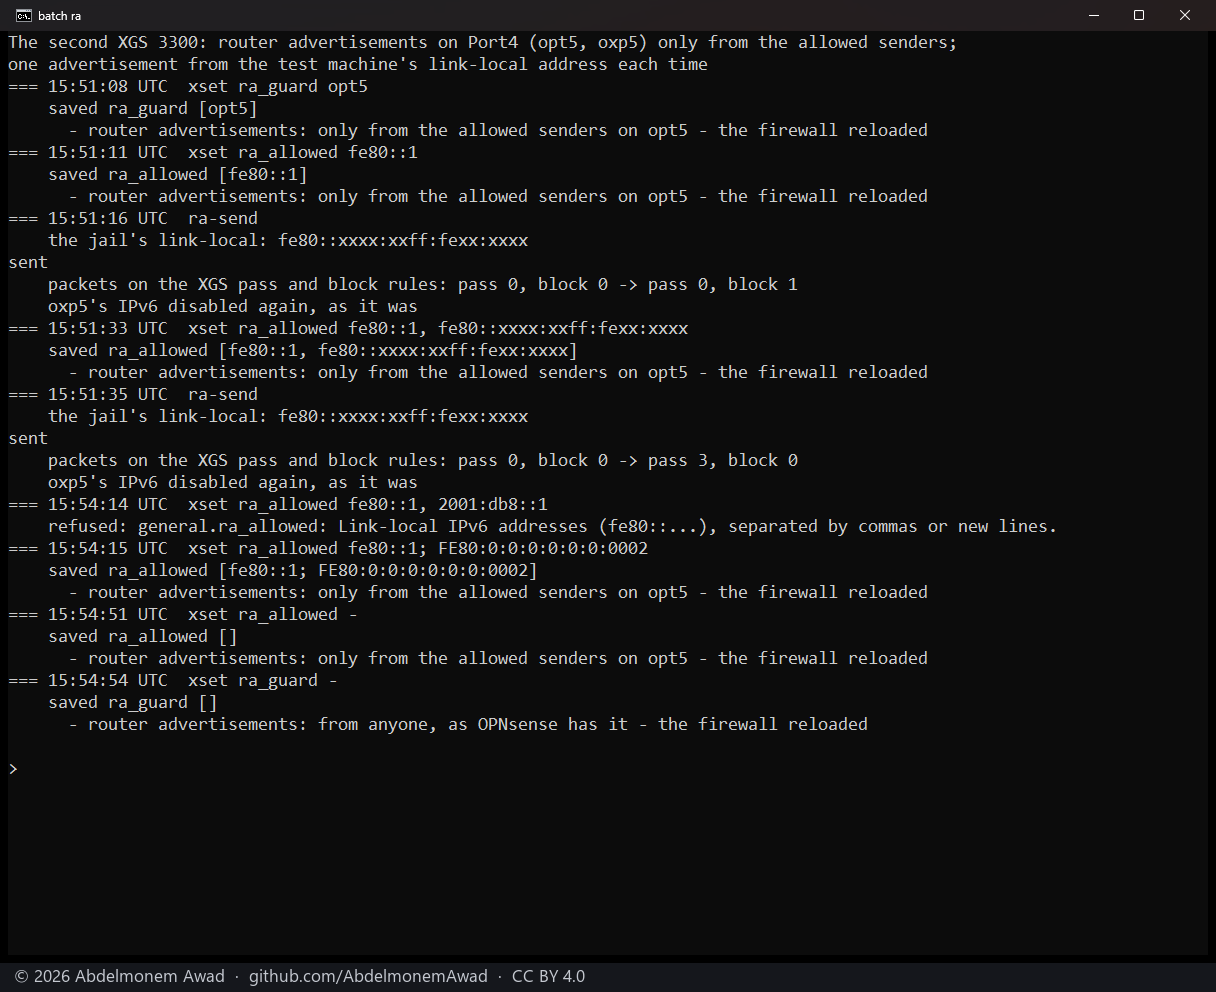 batch ra
The second XGS 3300: router advertisements on Port4 (opt5, oxp5) only from the allowed senders;
one advertisement from the test machine's link-local address each time
=== 15:51:08 UTC  xset ra_guard opt5
    saved ra_guard [opt5]
      - router advertisements: only from the allowed senders on opt5 - the firewall reloaded
=== 15:51:11 UTC  xset ra_allowed fe80::1
    saved ra_allowed [fe80::1]
      - router advertisements: only from the allowed senders on opt5 - the firewall reloaded
=== 15:51:16 UTC  ra-send
    the jail's link-local: fe80::xxxx:xxff:fexx:xxxx
sent
    packets on the XGS pass and block rules: pass 0, block 0 -> pass 0, block 1
    oxp5's IPv6 disabled again, as it was
=== 15:51:33 UTC  xset ra_allowed fe80::1, fe80::xxxx:xxff:fexx:xxxx
    saved ra_allowed [fe80::1, fe80::xxxx:xxff:fexx:xxxx]
      - router advertisements: only from the allowed senders on opt5 - the firewall reloaded
=== 15:51:35 UTC  ra-send
    the jail's link-local: fe80::xxxx:xxff:fexx:xxxx
sent
    packets on the XGS pass and block rules: pass 0, block 0 -> pass 3, block 0
    oxp5's IPv6 disabled again, as it was
=== 15:54:14 UTC  xset ra_allowed fe80::1, 2001:db8::1
    refused: general.ra_allowed: Link-local IPv6 addresses (fe80::...), separated by commas or new lines.
=== 15:54:15 UTC  xset ra_allowed fe80::1; FE80:0:0:0:0:0:0:0002
    saved ra_allowed [fe80::1; FE80:0:0:0:0:0:0:0002]
      - router advertisements: only from the allowed senders on opt5 - the firewall reloaded
=== 15:54:51 UTC  xset ra_allowed -
    saved ra_allowed []
      - router advertisements: only from the allowed senders on opt5 - the firewall reloaded
=== 15:54:54 UTC  xset ra_guard -
    saved ra_guard []
      - router advertisements: from anyone, as OPNsense has it - the firewall reloaded
>
© 2026 Abdelmonem Awad · github.com/AbdelmonemAwad · CC BY 4.0